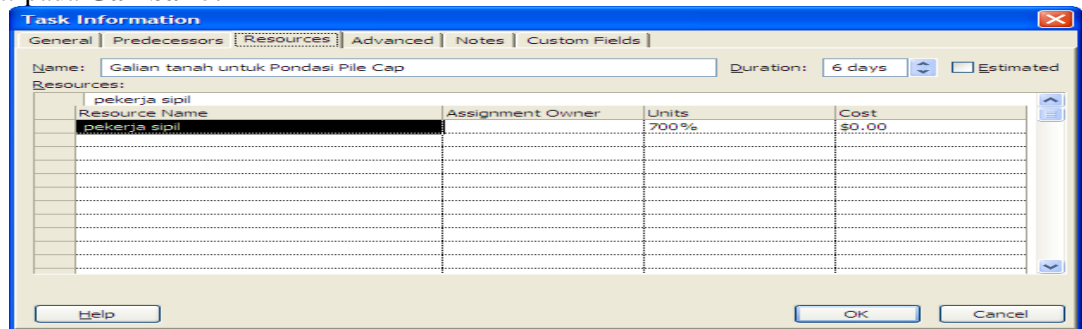 Task Information
General Predecessors Resources Advanced Notes Custom Fields
Name: Galian tanah untuk Pondasi Pile Cap Duration: 6 days Estimated
Resources:
pekerja sipil
Resource Name Assignment Owner Units Cost
pekerja sipil 700% $0.00
Help OK Cancel